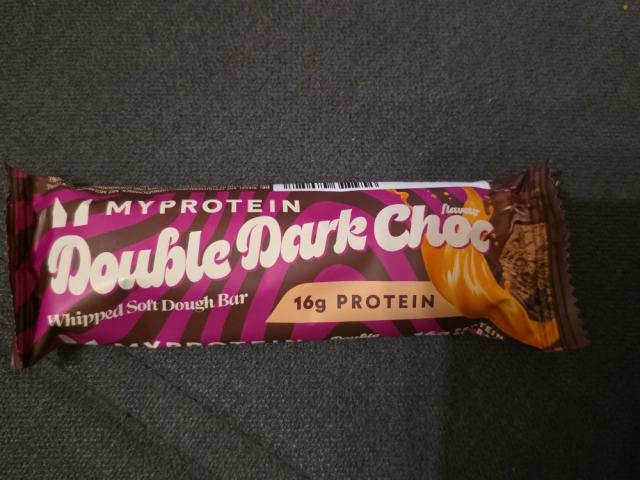 MYPROTEIN
Double Dark Choc
flavour
Whipped Soft Dough Bar
16g PROTEIN
MYPROTEIN